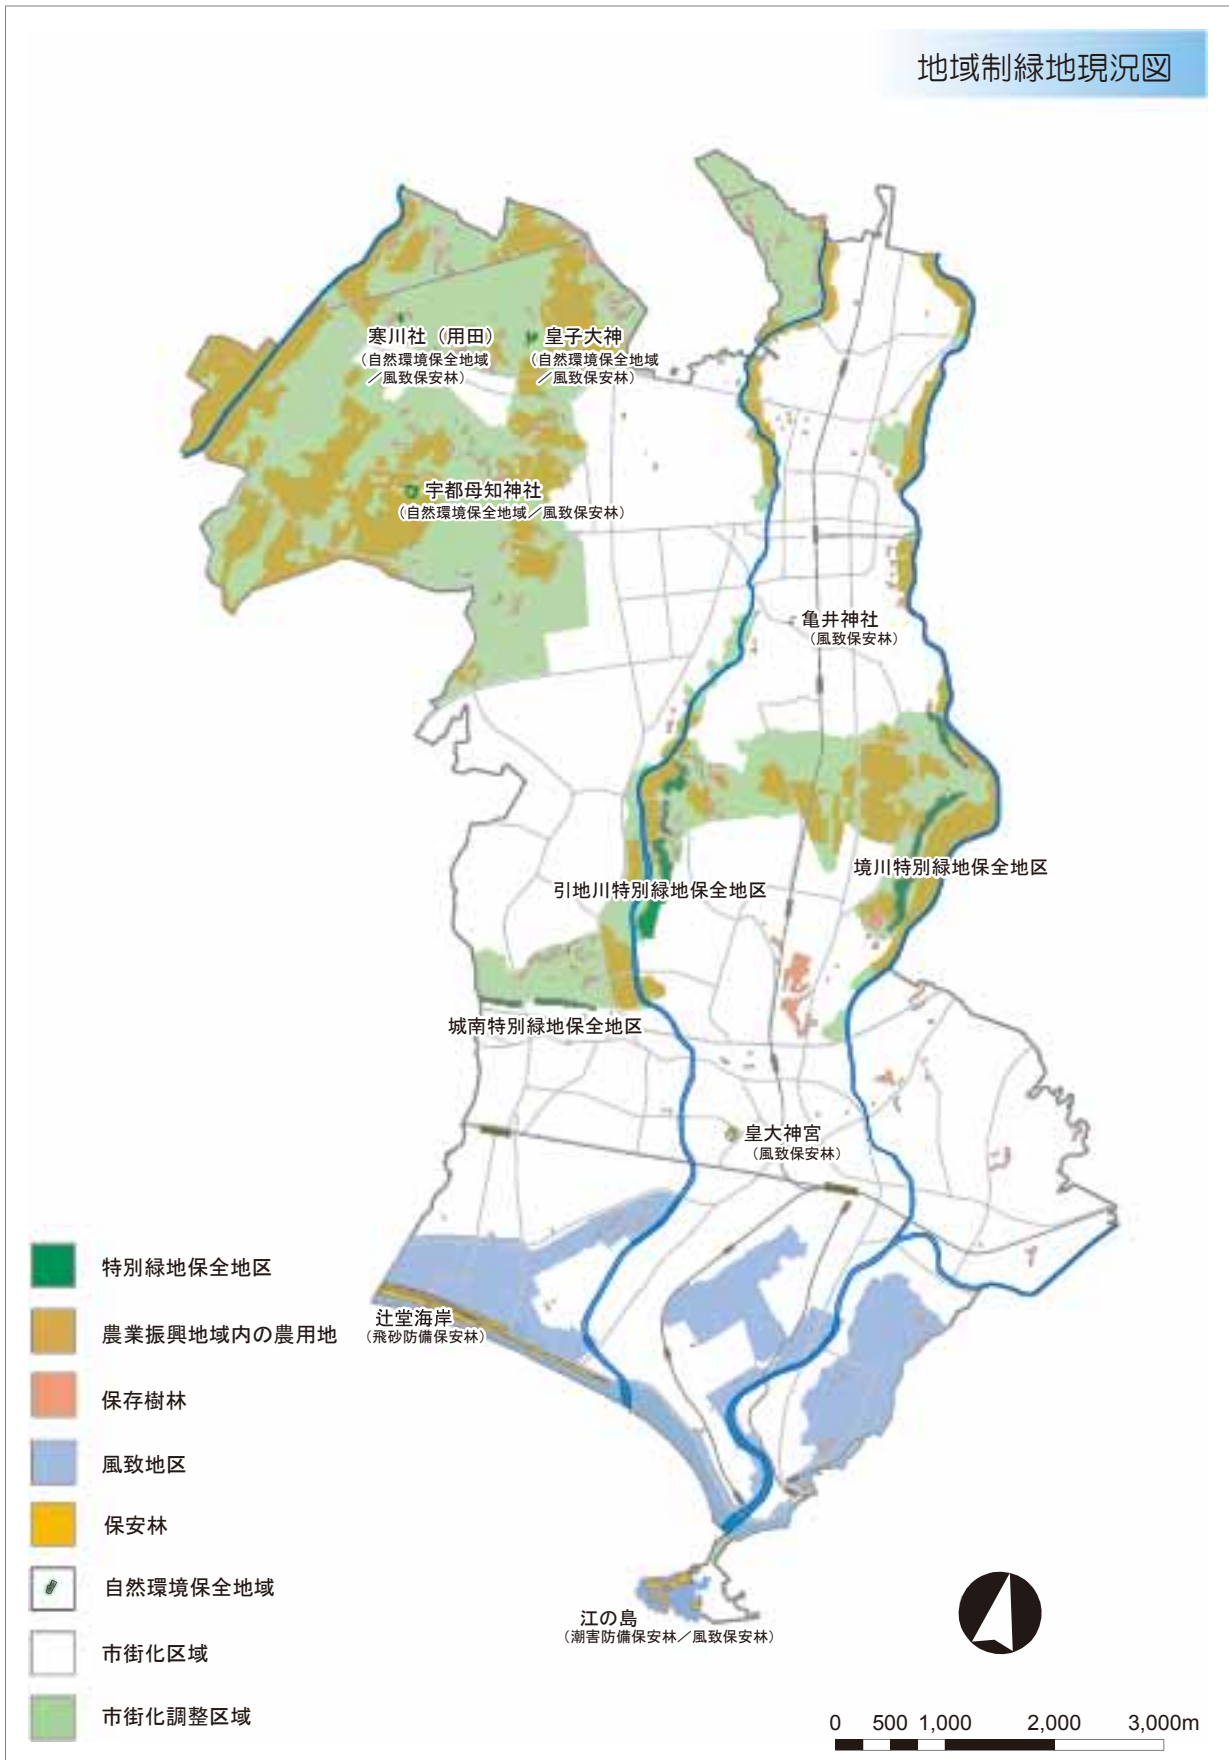 地域制緑地現況図
寒川社（用田）
（自然環境保全地域
／風致保安林）
皇子大神
（自然環境保全地域
／風致保安林）
宇都母知神社
（自然環境保全地域／風致保安林）
亀井神社
（風致保安林）
境川特別緑地保全地区
引地川特別緑地保全地区
城南特別緑地保全地区
皇大神宮
（風致保安林）
辻堂海岸
（飛砂防備保安林）
江の島
（潮害防備保安林／風致保安林）
特別緑地保全地区
農業振興地域内の農用地
保存樹林
風致地区
保安林
自然環境保全地域
市街化区域
市街化調整区域
0 500 1,000 2,000 3,000m